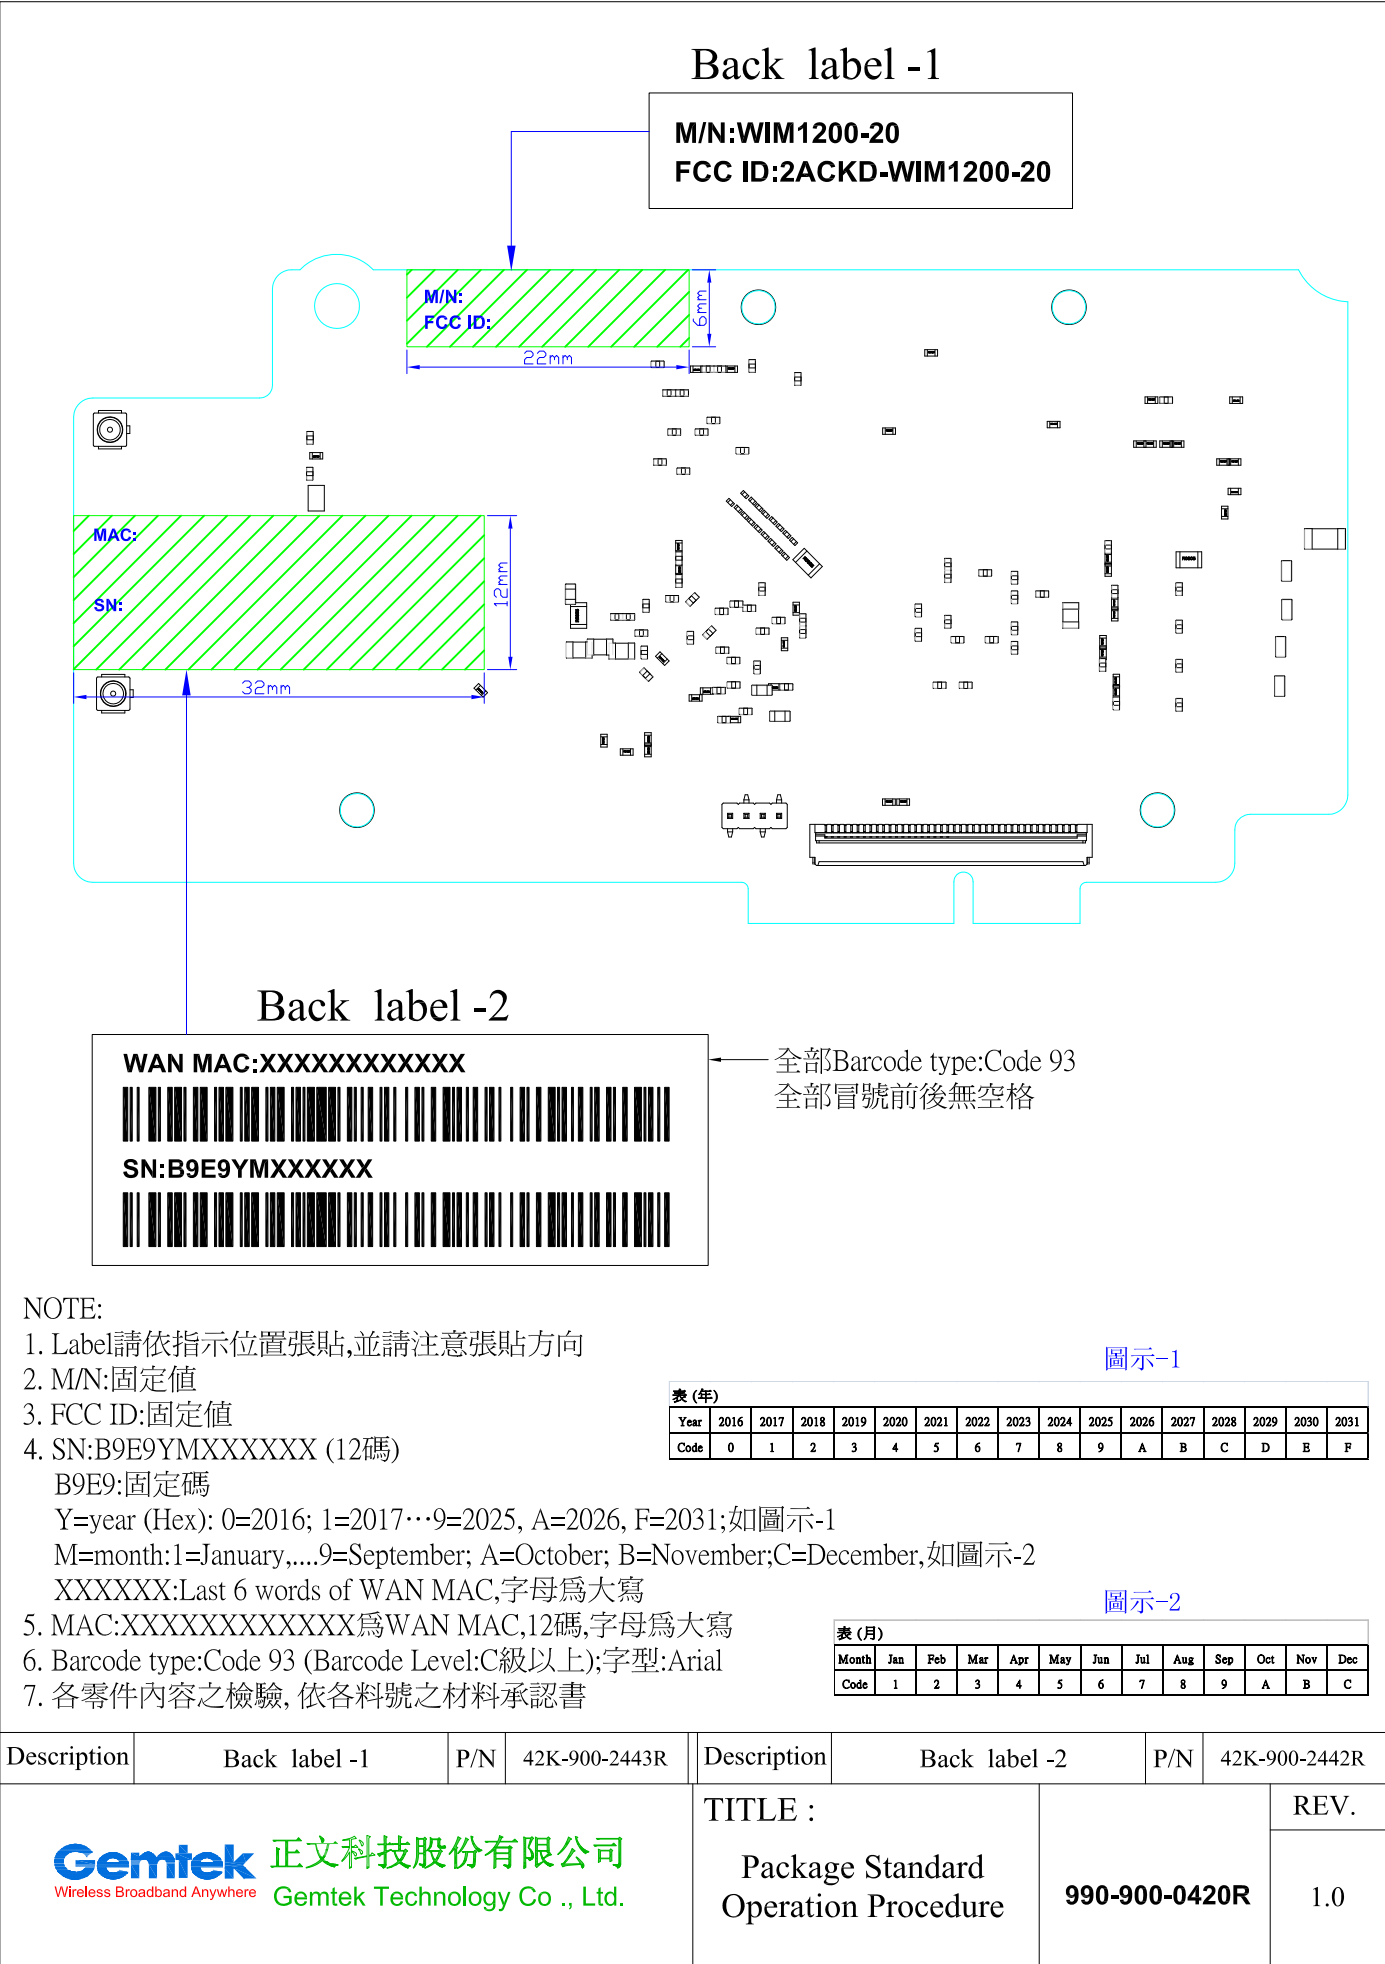 Back label -1
M/N:WIM1200-20
FCC ID:2ACKD-WIM1200-20
M/N:
FCC ID:
6mm
22mm
MAC:
SN:
12mm
32mm
Back label -2
WAN MAC:XXXXXXXXXXXX
SN:B9E9YMXXXXXX
全部Barcode type:Code 93
全部冒號前後無空格
NOTE:
1. Label請依指示位置張貼,並請注意張貼方向
2. M/N:固定值
3. FCC ID:固定值
4. SN:B9E9YMXXXXXX (12碼)
B9E9:固定碼
Y=year (Hex): 0=2016; 1=2017⋯9=2025, A=2026, F=2031;如圖示-1
M=month:1=January,....9=September; A=October; B=November;C=December,如圖示-2
XXXXXX:Last 6 words of WAN MAC,字母為大寫
5. MAC:XXXXXXXXXXXX為WAN MAC,12碼,字母為大寫
6. Barcode type:Code 93 (Barcode Level:C級以上);字型:Arial
7. 各零件內容之檢驗, 依各料號之材料承認書
圖示-1
表 (年)
Year 2016 2017 2018 2019 2020 2021 2022 2023 2024 2025 2026 2027 2028 2029 2030 2031
Code 0 1 2 3 4 5 6 7 8 9 A B C D E F
圖示-2
表 (月)
Month Jan Feb Mar Apr May Jun Jul Aug Sep Oct Nov Dec
Code 1 2 3 4 5 6 7 8 9 A B C
Description Back label -1 P/N 42K-900-2443R Description Back label -2 P/N 42K-900-2442R
Gemtek
Wireless Broadband Anywhere
正文科技股份有限公司
Gemtek Technology Co ., Ltd.
TITLE :
Package Standard
Operation Procedure
990-900-0420R
REV.
1.0